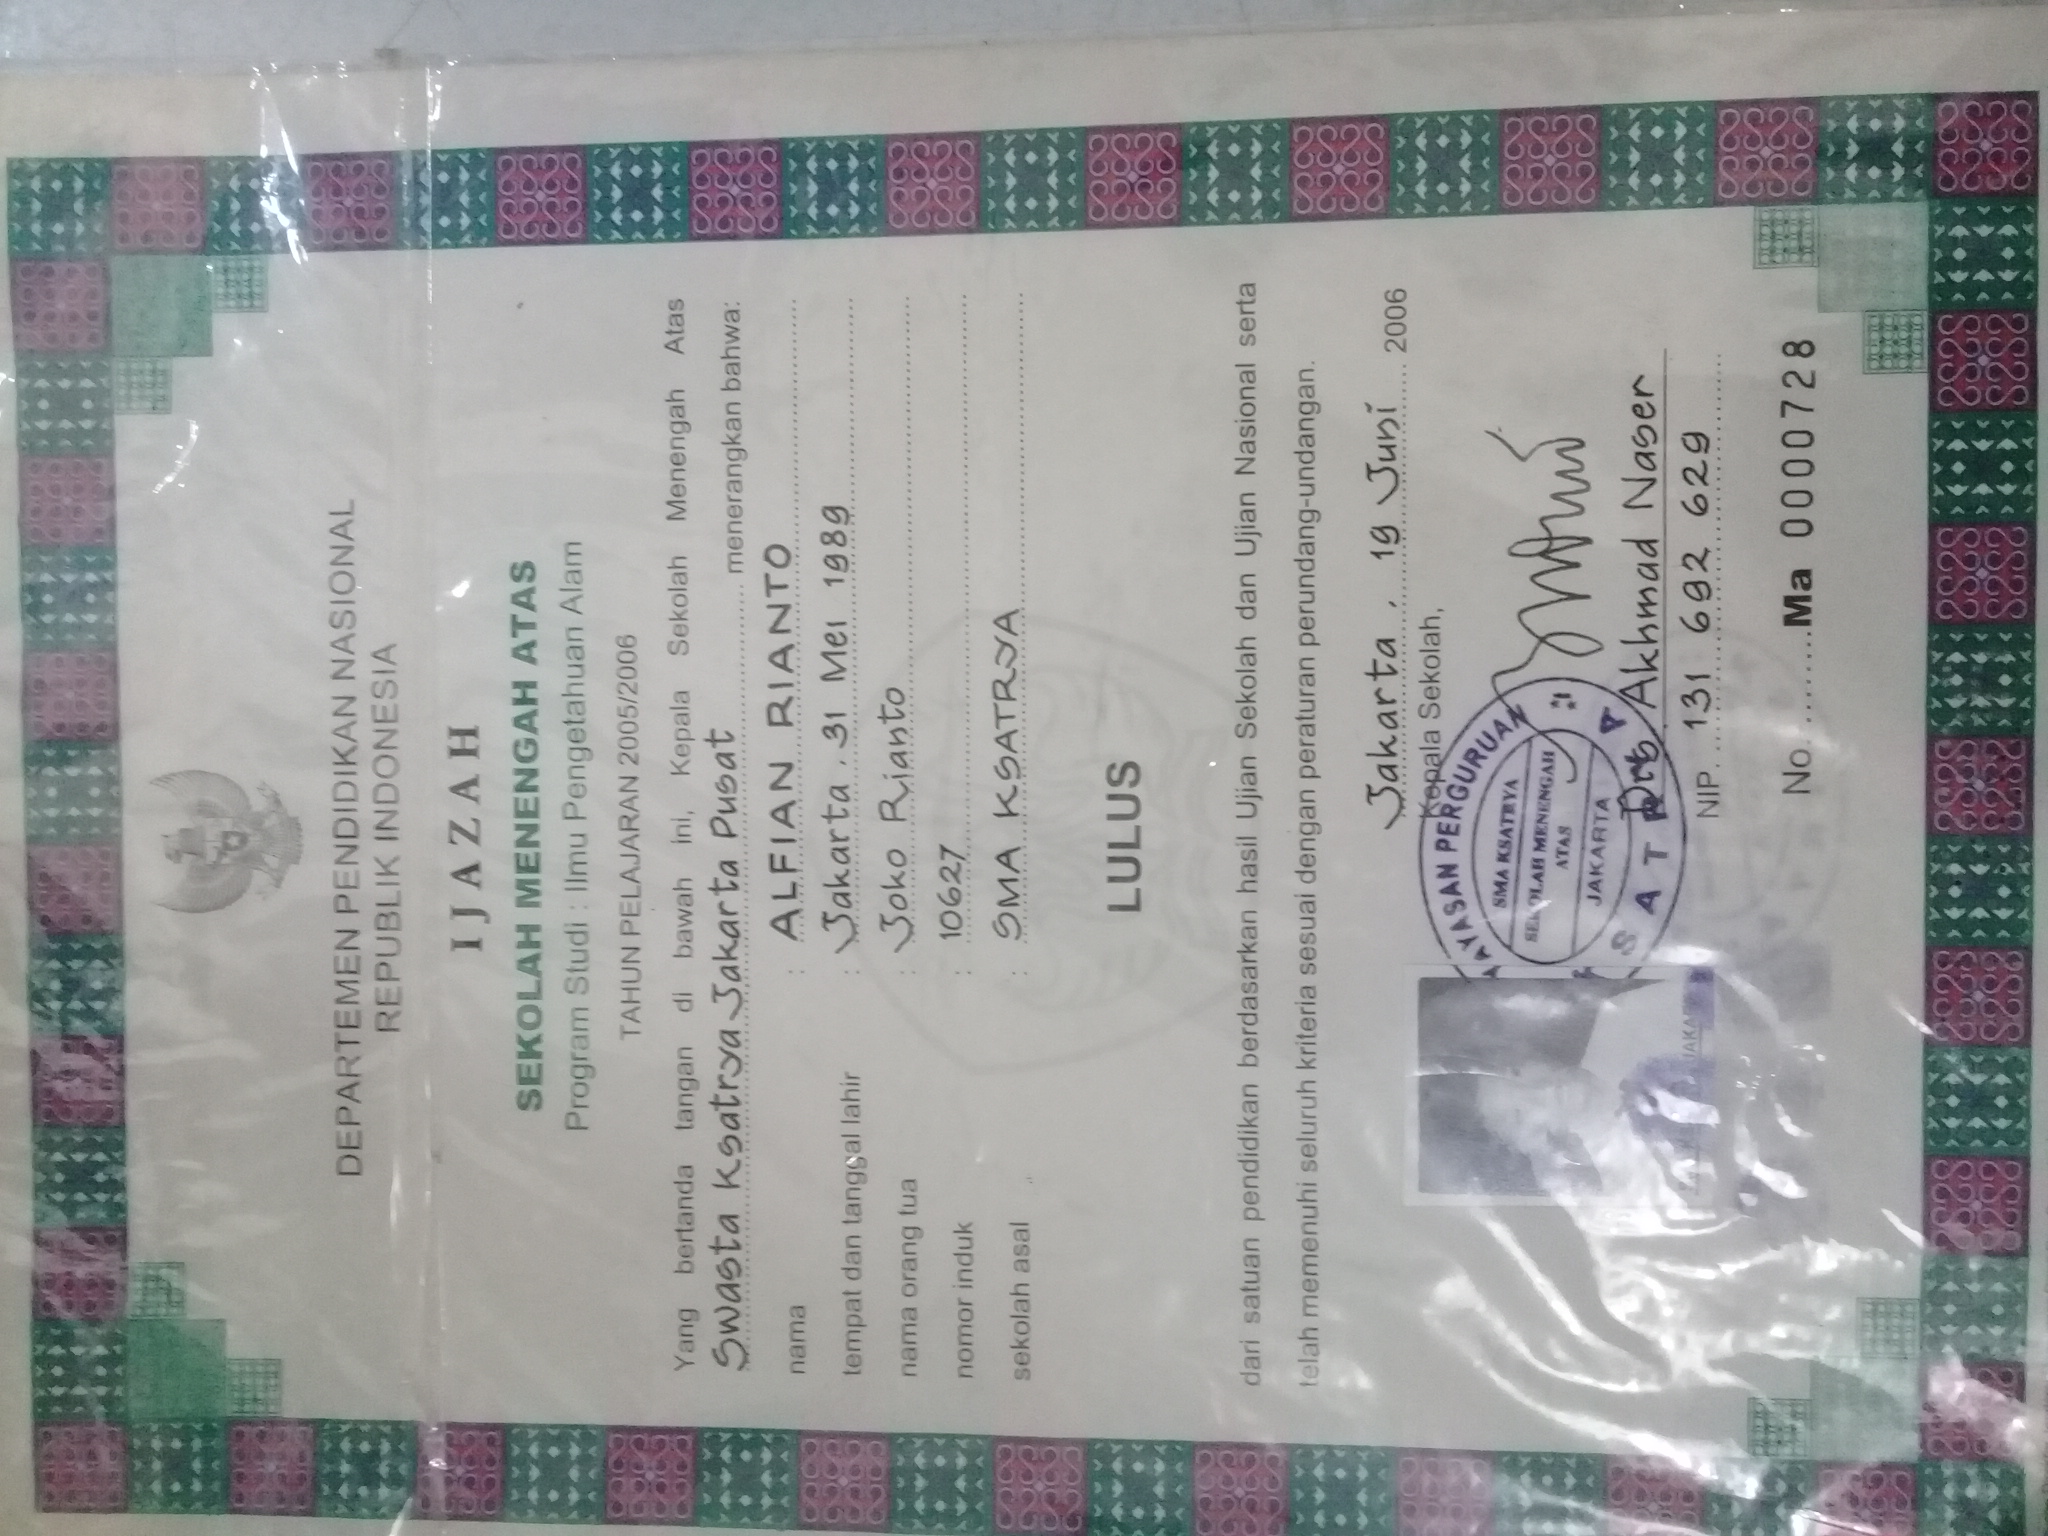 DEPARTEMEN PENDIDIKAN NASIONAL
REPUBLIK INDONESIA
IJAZAH
SEKOLAH MENENGAH ATAS
Program Studi : Ilmu Pengetahuan Alam
TAHUN PELAJARAN 2005/2006
Yang bertanda tangan di bawah ini, Kepala Sekolah Menengah Atas
Swasta Ksatrya Jakarta Pusat menerangkan bahwa:
nama : ALFIAN RIANTO
tempat dan tanggal lahir : Jakarta, 31 Mei 1989
nama orang tua : Joko Rianto
nomor induk : 10627
sekolah asal : SMA KSATRYA
LULUS
dari satuan pendidikan berdasarkan hasil Ujian Sekolah dan Ujian Nasional serta
telah memenuhi seluruh kriteria sesuai dengan peraturan perundang-undangan.
Jakarta, 19 Juni 2006
Kepala Sekolah,
YAYASAN PERGURUAN
SMA KSATRYA
SEKOLAH MENENGAH
ATAS
JAKARTA
Drs. Akhmad Naser
NIP. 131 692 629
No. ........Ma 0000728